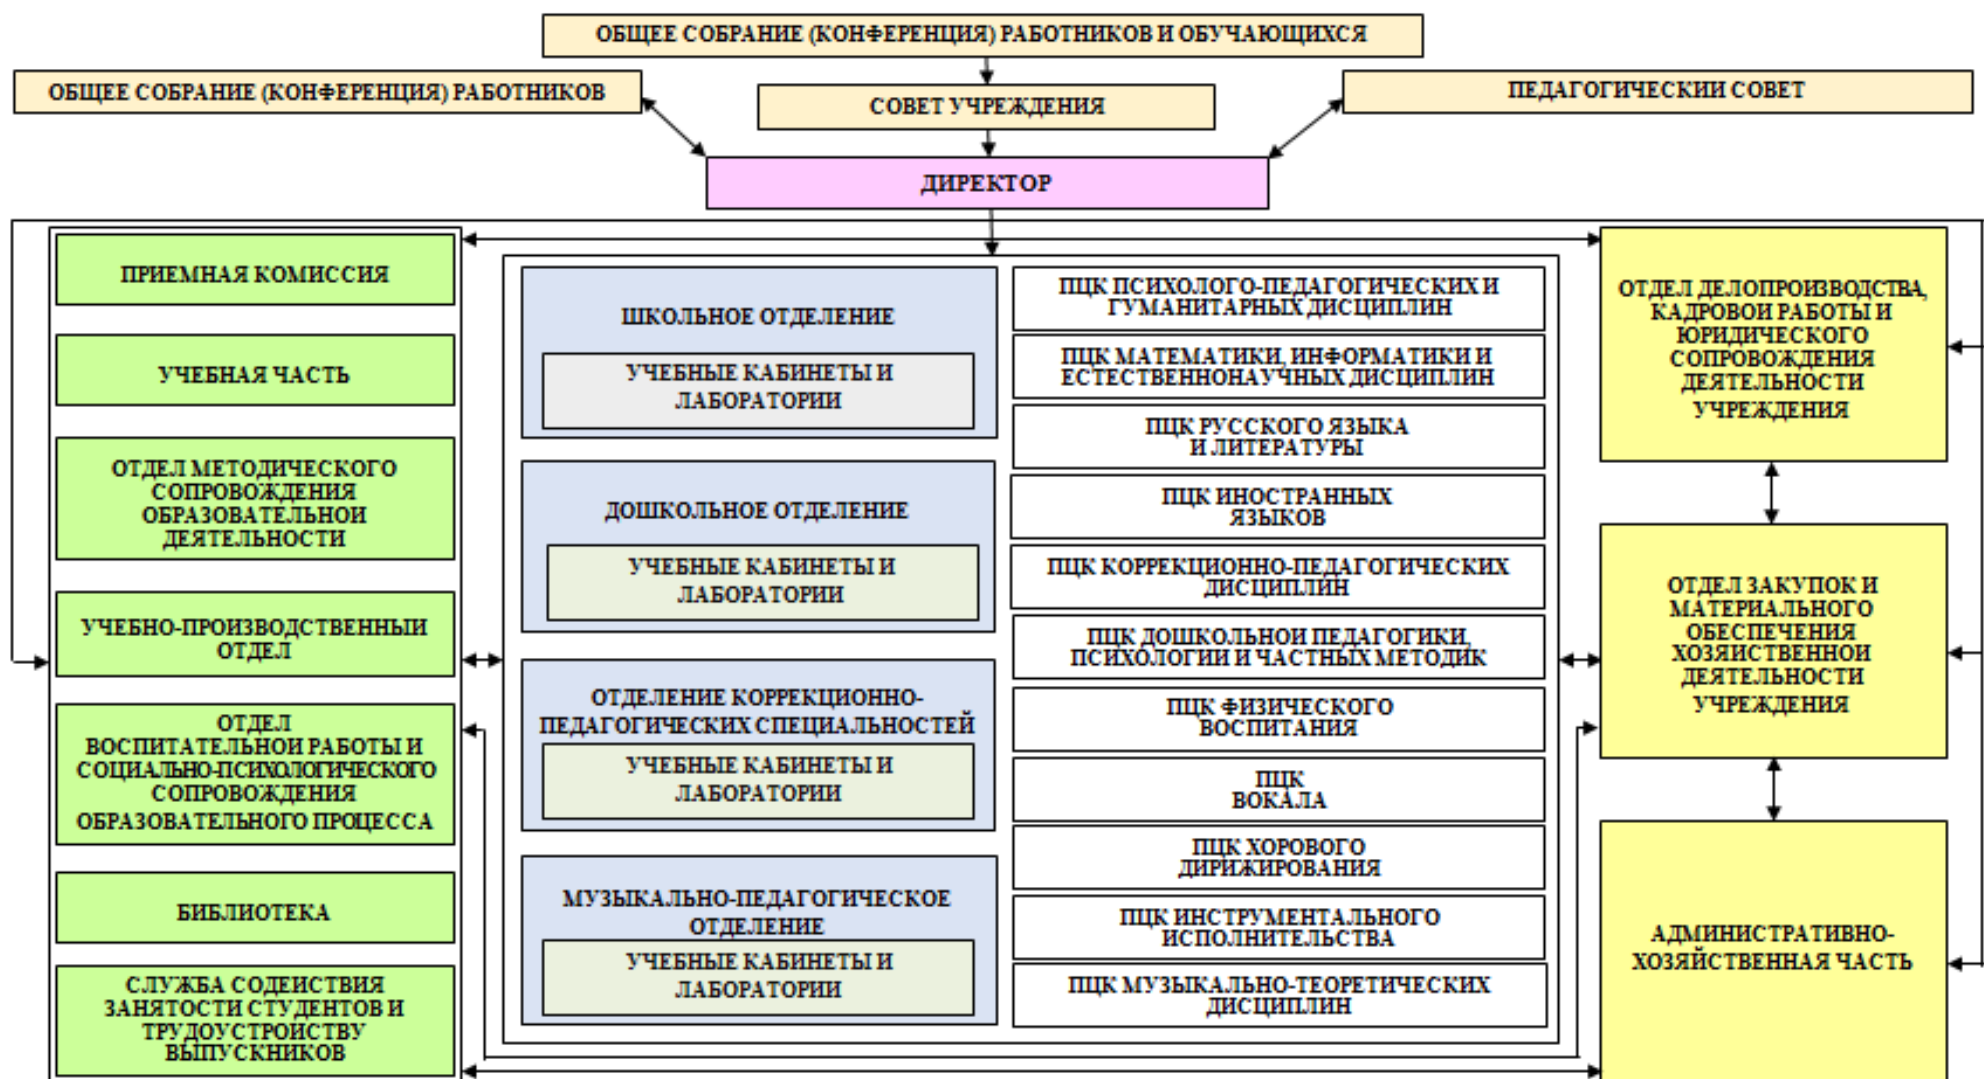 ОБЩЕЕ СОБРАНИЕ (КОНФЕРЕНЦИЯ) РАБОТНИКОВ И ОБУЧАЮЩИХСЯ
ОБЩЕЕ СОБРАНИЕ (КОНФЕРЕНЦИЯ) РАБОТНИКОВ
СОВЕТ УЧРЕЖДЕНИЯ
ПЕДАГОГИЧЕСКИЙ СОВЕТ
ДИРЕКТОР
ПРИЕМНАЯ КОМИССИЯ
УЧЕБНАЯ ЧАСТЬ
ОТДЕЛ МЕТОДИЧЕСКОГО
СОПРОВОЖДЕНИЯ
ОБРАЗОВАТЕЛЬНОЙ
ДЕЯТЕЛЬНОСТИ
УЧЕБНО-ПРОИЗВОДСТВЕННЫЙ
ОТДЕЛ
ОТДЕЛ
ВОСПИТАТЕЛЬНОЙ РАБОТЫ И
СОЦИАЛЬНО-ПСИХОЛОГИЧЕСКОГО
СОПРОВОЖДЕНИЯ
ОБРАЗОВАТЕЛЬНОГО ПРОЦЕССА
БИБЛИОТЕКА
СЛУЖБА СОДЕЙСТВИЯ
ЗАНЯТОСТИ СТУДЕНТОВ И
ТРУДОУСТРОЙСТВУ
ВЫПУСКНИКОВ
ШКОЛЬНОЕ ОТДЕЛЕНИЕ
УЧЕБНЫЕ КАБИНЕТЫ И
ЛАБОРАТОРИИ
ДОШКОЛЬНОЕ ОТДЕЛЕНИЕ
УЧЕБНЫЕ КАБИНЕТЫ И
ЛАБОРАТОРИИ
ОТДЕЛЕНИЕ КОРРЕКЦИОННО-
ПЕДАГОГИЧЕСКИХ СПЕЦИАЛЬНОСТЕЙ
УЧЕБНЫЕ КАБИНЕТЫ И
ЛАБОРАТОРИИ
МУЗЫКАЛЬНО-ПЕДАГОГИЧЕСКОЕ
ОТДЕЛЕНИЕ
УЧЕБНЫЕ КАБИНЕТЫ И
ЛАБОРАТОРИИ
ПЦК ПСИХОЛОГО-ПЕДАГОГИЧЕСКИХ И
ГУМАНИТАРНЫХ ДИСЦИПЛИН
ПЦК МАТЕМАТИКИ, ИНФОРМАТИКИ И
ЕСТЕСТВЕННОНАУЧНЫХ ДИСЦИПЛИН
ПЦК РУССКОГО ЯЗЫКА
И ЛИТЕРАТУРЫ
ПЦК ИНОСТРАННЫХ
ЯЗЫКОВ
ПЦК КОРРЕКЦИОННО-ПЕДАГОГИЧЕСКИХ
ДИСЦИПЛИН
ПЦК ДОШКОЛЬНОЙ ПЕДАГОГИКИ,
ПСИХОЛОГИИ И ЧАСТНЫХ МЕТОДИК
ПЦК ФИЗИЧЕСКОГО
ВОСПИТАНИЯ
ПЦК
ВОКАЛА
ПЦК ХОРОВОГО
ДИРИЖИРОВАНИЯ
ПЦК ИНСТРУМЕНТАЛЬНОГО
ИСПОЛНИТЕЛЬСТВА
ПЦК МУЗЫКАЛЬНО-ТЕОРЕТИЧЕСКИХ
ДИСЦИПЛИН
ОТДЕЛ ДЕЛОПРОИЗВОДСТВА,
КАДРОВОЙ РАБОТЫ И
ЮРИДИЧЕСКОГО
СОПРОВОЖДЕНИЯ
ДЕЯТЕЛЬНОСТИ
УЧРЕЖДЕНИЯ
ОТДЕЛ ЗАКУПОК И
МАТЕРИАЛЬНОГО
ОБЕСПЕЧЕНИЯ
ХОЗЯЙСТВЕННОЙ
ДЕЯТЕЛЬНОСТИ
УЧРЕЖДЕНИЯ
АДМИНИСТРАТИВНО-
ХОЗЯЙСТВЕННАЯ ЧАСТЬ